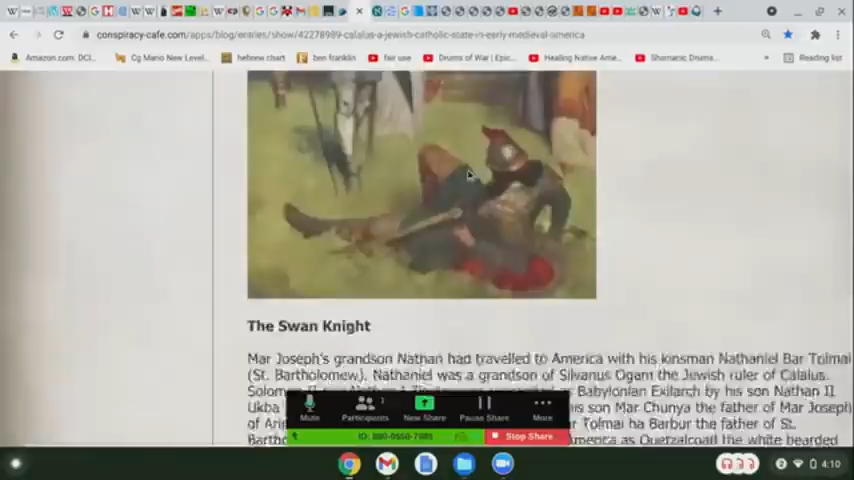 conspiracy-cafe.com/apps/blog/entries/show/42278989-calalus-a-jewish-catholic-state-in-early-medieval-america
Amazon.com: DCI... Cg Mario New Level... hebrew chart ben franklin fair use Drums of War | Epic... Healing Native Ame... Shamanic Drums... » Reading list
The Swan Knight
Mar Joseph's grandson Nathan had travelled to America with his kinsman Nathaniel Bar Tolmai
(St. Bartholomew). Nathaniel was a grandson of Silvanus Ogam the Jewish ruler of Calalus.
Babylonian Exilarch by his son Nathan II
Ukba his son Mar Chunya the father of Mar Joseph
of Tolmai ha Barbur the father of St.
America as Quetzalcoatl the white bearded
Mute Participants 1 New Share Pause Share More
Stop Share
4:10